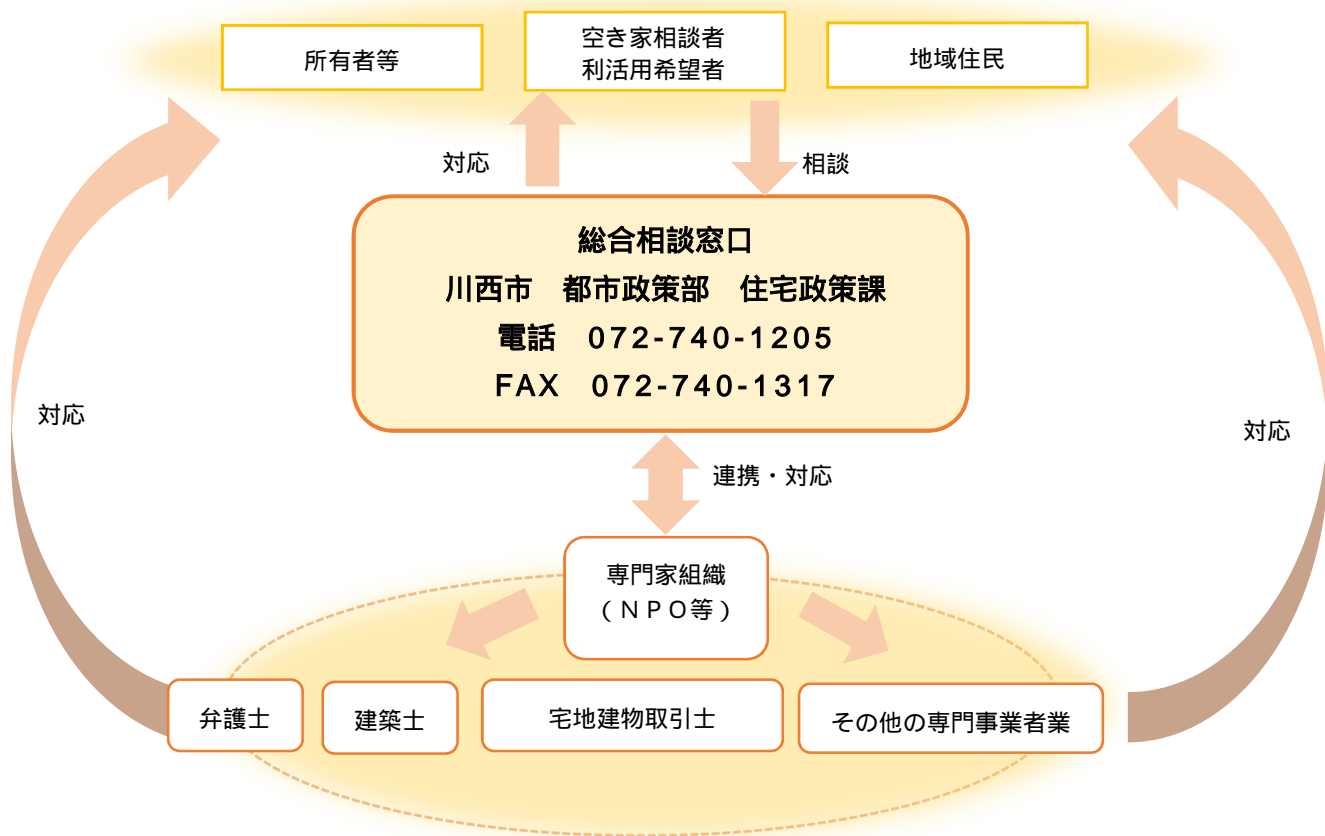 所有者等
空き家相談者
利活用希望者
地域住民
対応
相談
総合相談窓口
川西市　都市政策部　住宅政策課
電話　072-740-1205
FAX　072-740-1317
対応
対応
連携・対応
専門家組織
（ＮＰＯ等）
弁護士
建築士
宅地建物取引士
その他の専門事業者業